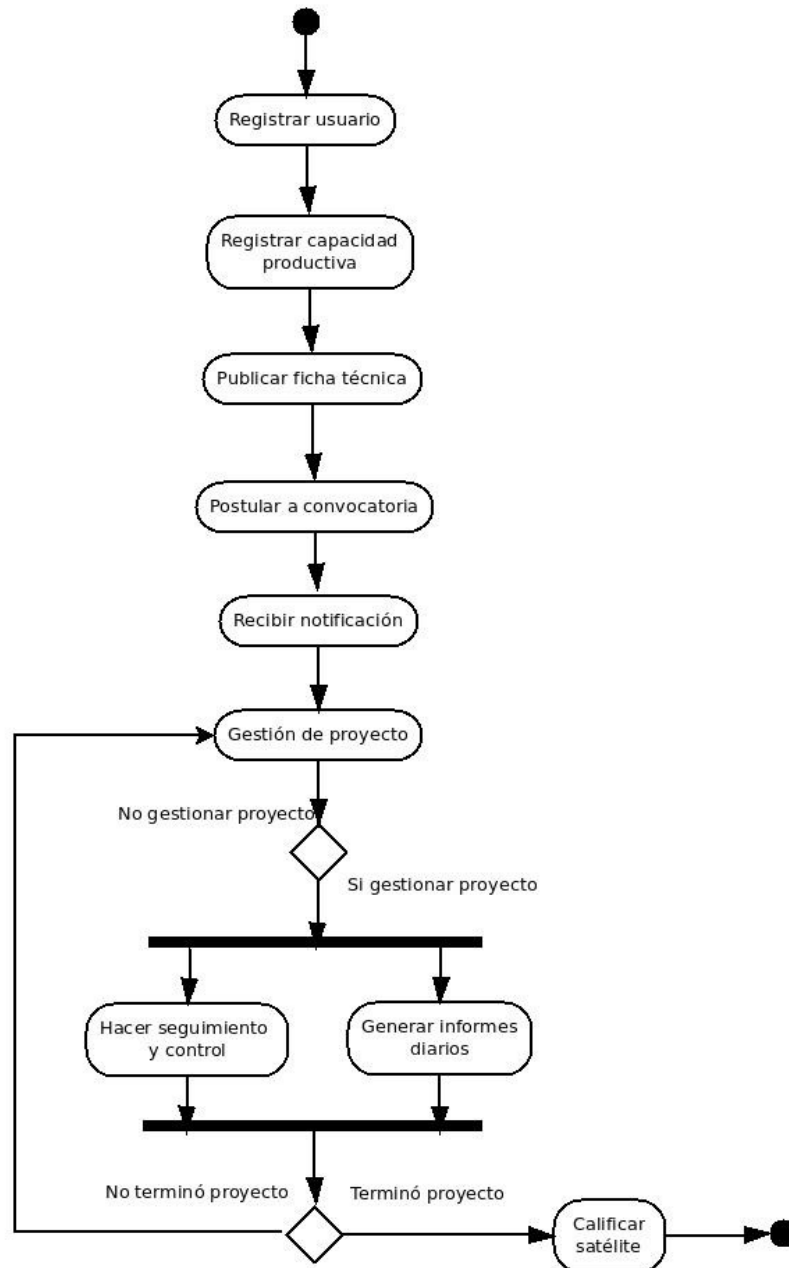 Registrar usuario
Registrar capacidad
productiva
Publicar ficha técnica
Postular a convocatoria
Recibir notificación
Gestión de proyecto
No gestionar proyecto
Si gestionar proyecto
Hacer seguimiento
y control
Generar informes
diarios
No terminó proyecto
Terminó proyecto
Calificar
satélite